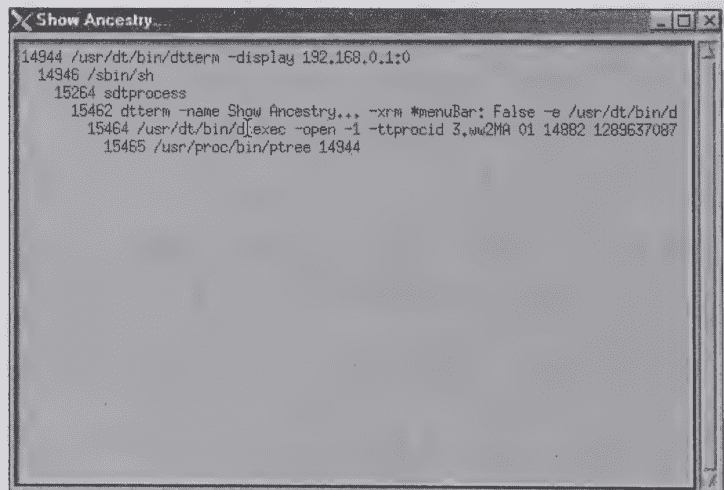 Show Ancestry...
14944 /usr/dt/bin/dtterm -display 192.168.0.1:0
14946 /sbin/sh
15264 sdtprocess
15462 dtterm -name Show Ancestry... -xrm *menuBar: False -e /usr/dt/bin/d
15464 /usr/dt/bin/dtexec -open -1 -ttprocid 3.ww2MA 01 14882 1289637087
15465 /usr/proc/bin/ptree 14944